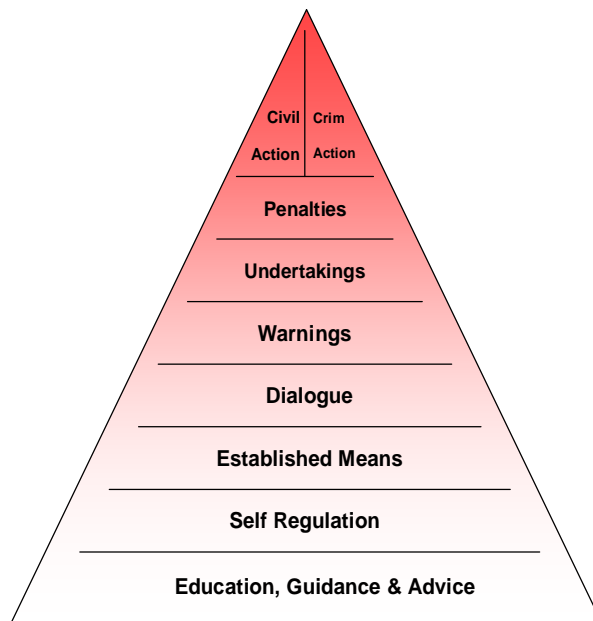 Civil Crim
Action Action
Penalties
Undertakings
Warnings
Dialogue
Established Means
Self Regulation
Education, Guidance & Advice